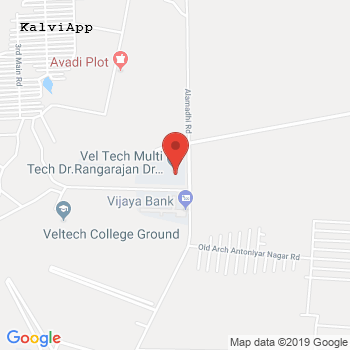 KalviApp
3rd Main Rd
Avadi Plot
Alamadhi Rd
Vel Tech Multi
Tech Dr.Rangarajan Dr...
Vijaya Bank
Veltech College Ground
Old Arch Antoniyar Nagar Rd
Google
Map data ©2019 Google